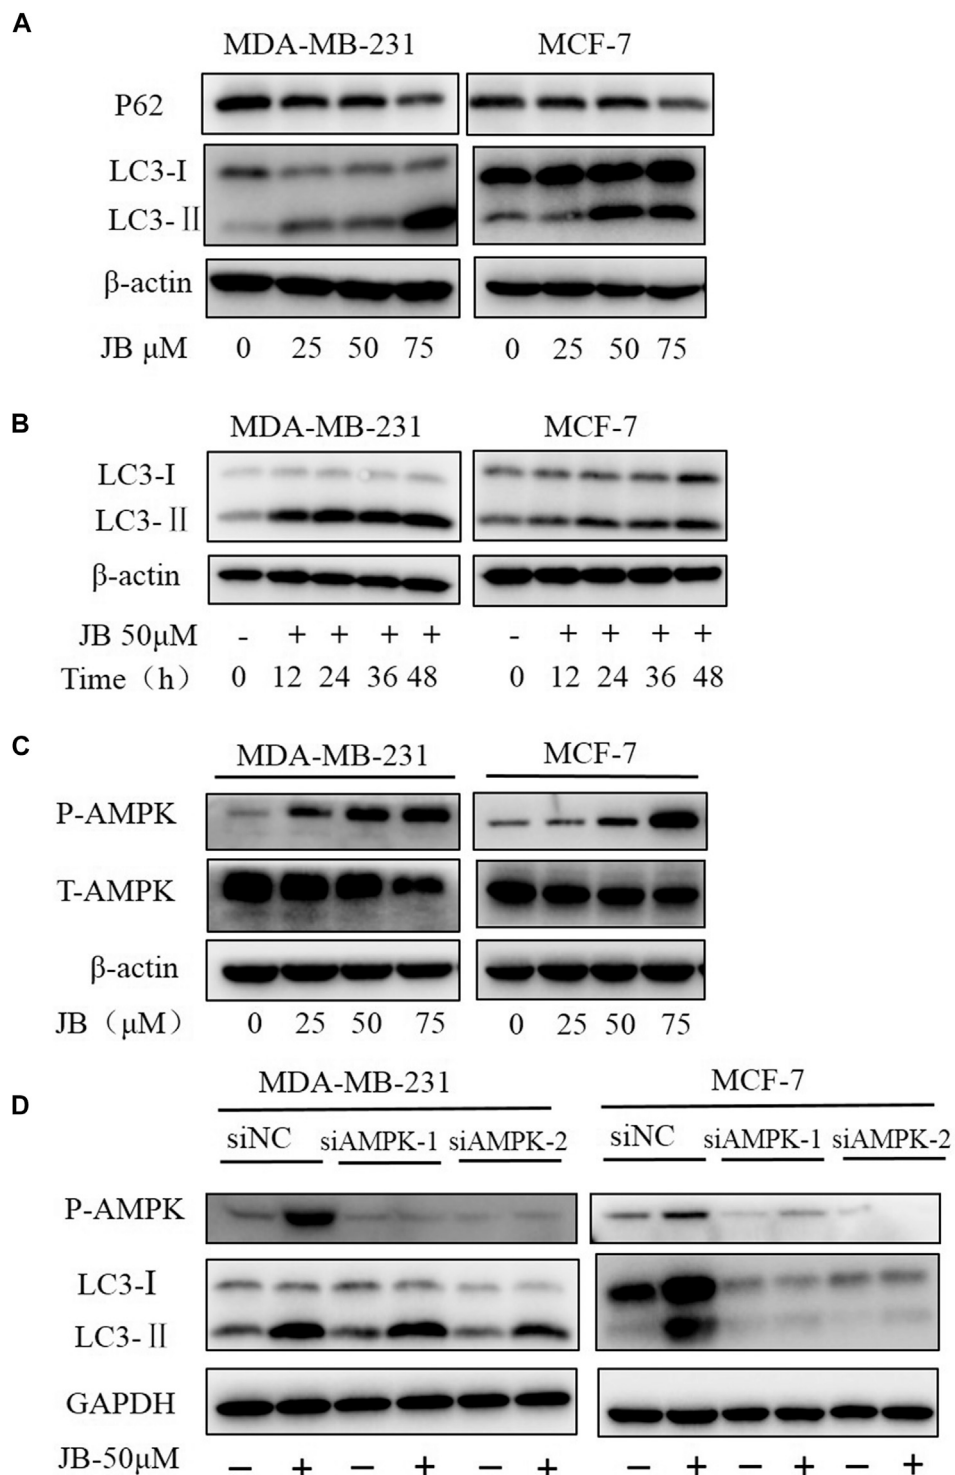 A
MDA-MB-231 MCF-7
P62
LC3-I
LC3-Ⅱ
β-actin
JB μM 0 25 50 75 0 25 50 75
B
MDA-MB-231 MCF-7
LC3-I
LC3-Ⅱ
β-actin
JB 50μM - + + + + - + + + +
Time（h） 0 12 24 36 48 0 12 24 36 48
C
MDA-MB-231 MCF-7
P-AMPK
T-AMPK
β-actin
JB（μM） 0 25 50 75 0 25 50 75
D
MDA-MB-231 MCF-7
siNC siAMPK-1 siAMPK-2 siNC siAMPK-1 siAMPK-2
P-AMPK
LC3-I
LC3-Ⅱ
GAPDH
JB-50μM − + − + − + − + − + − +